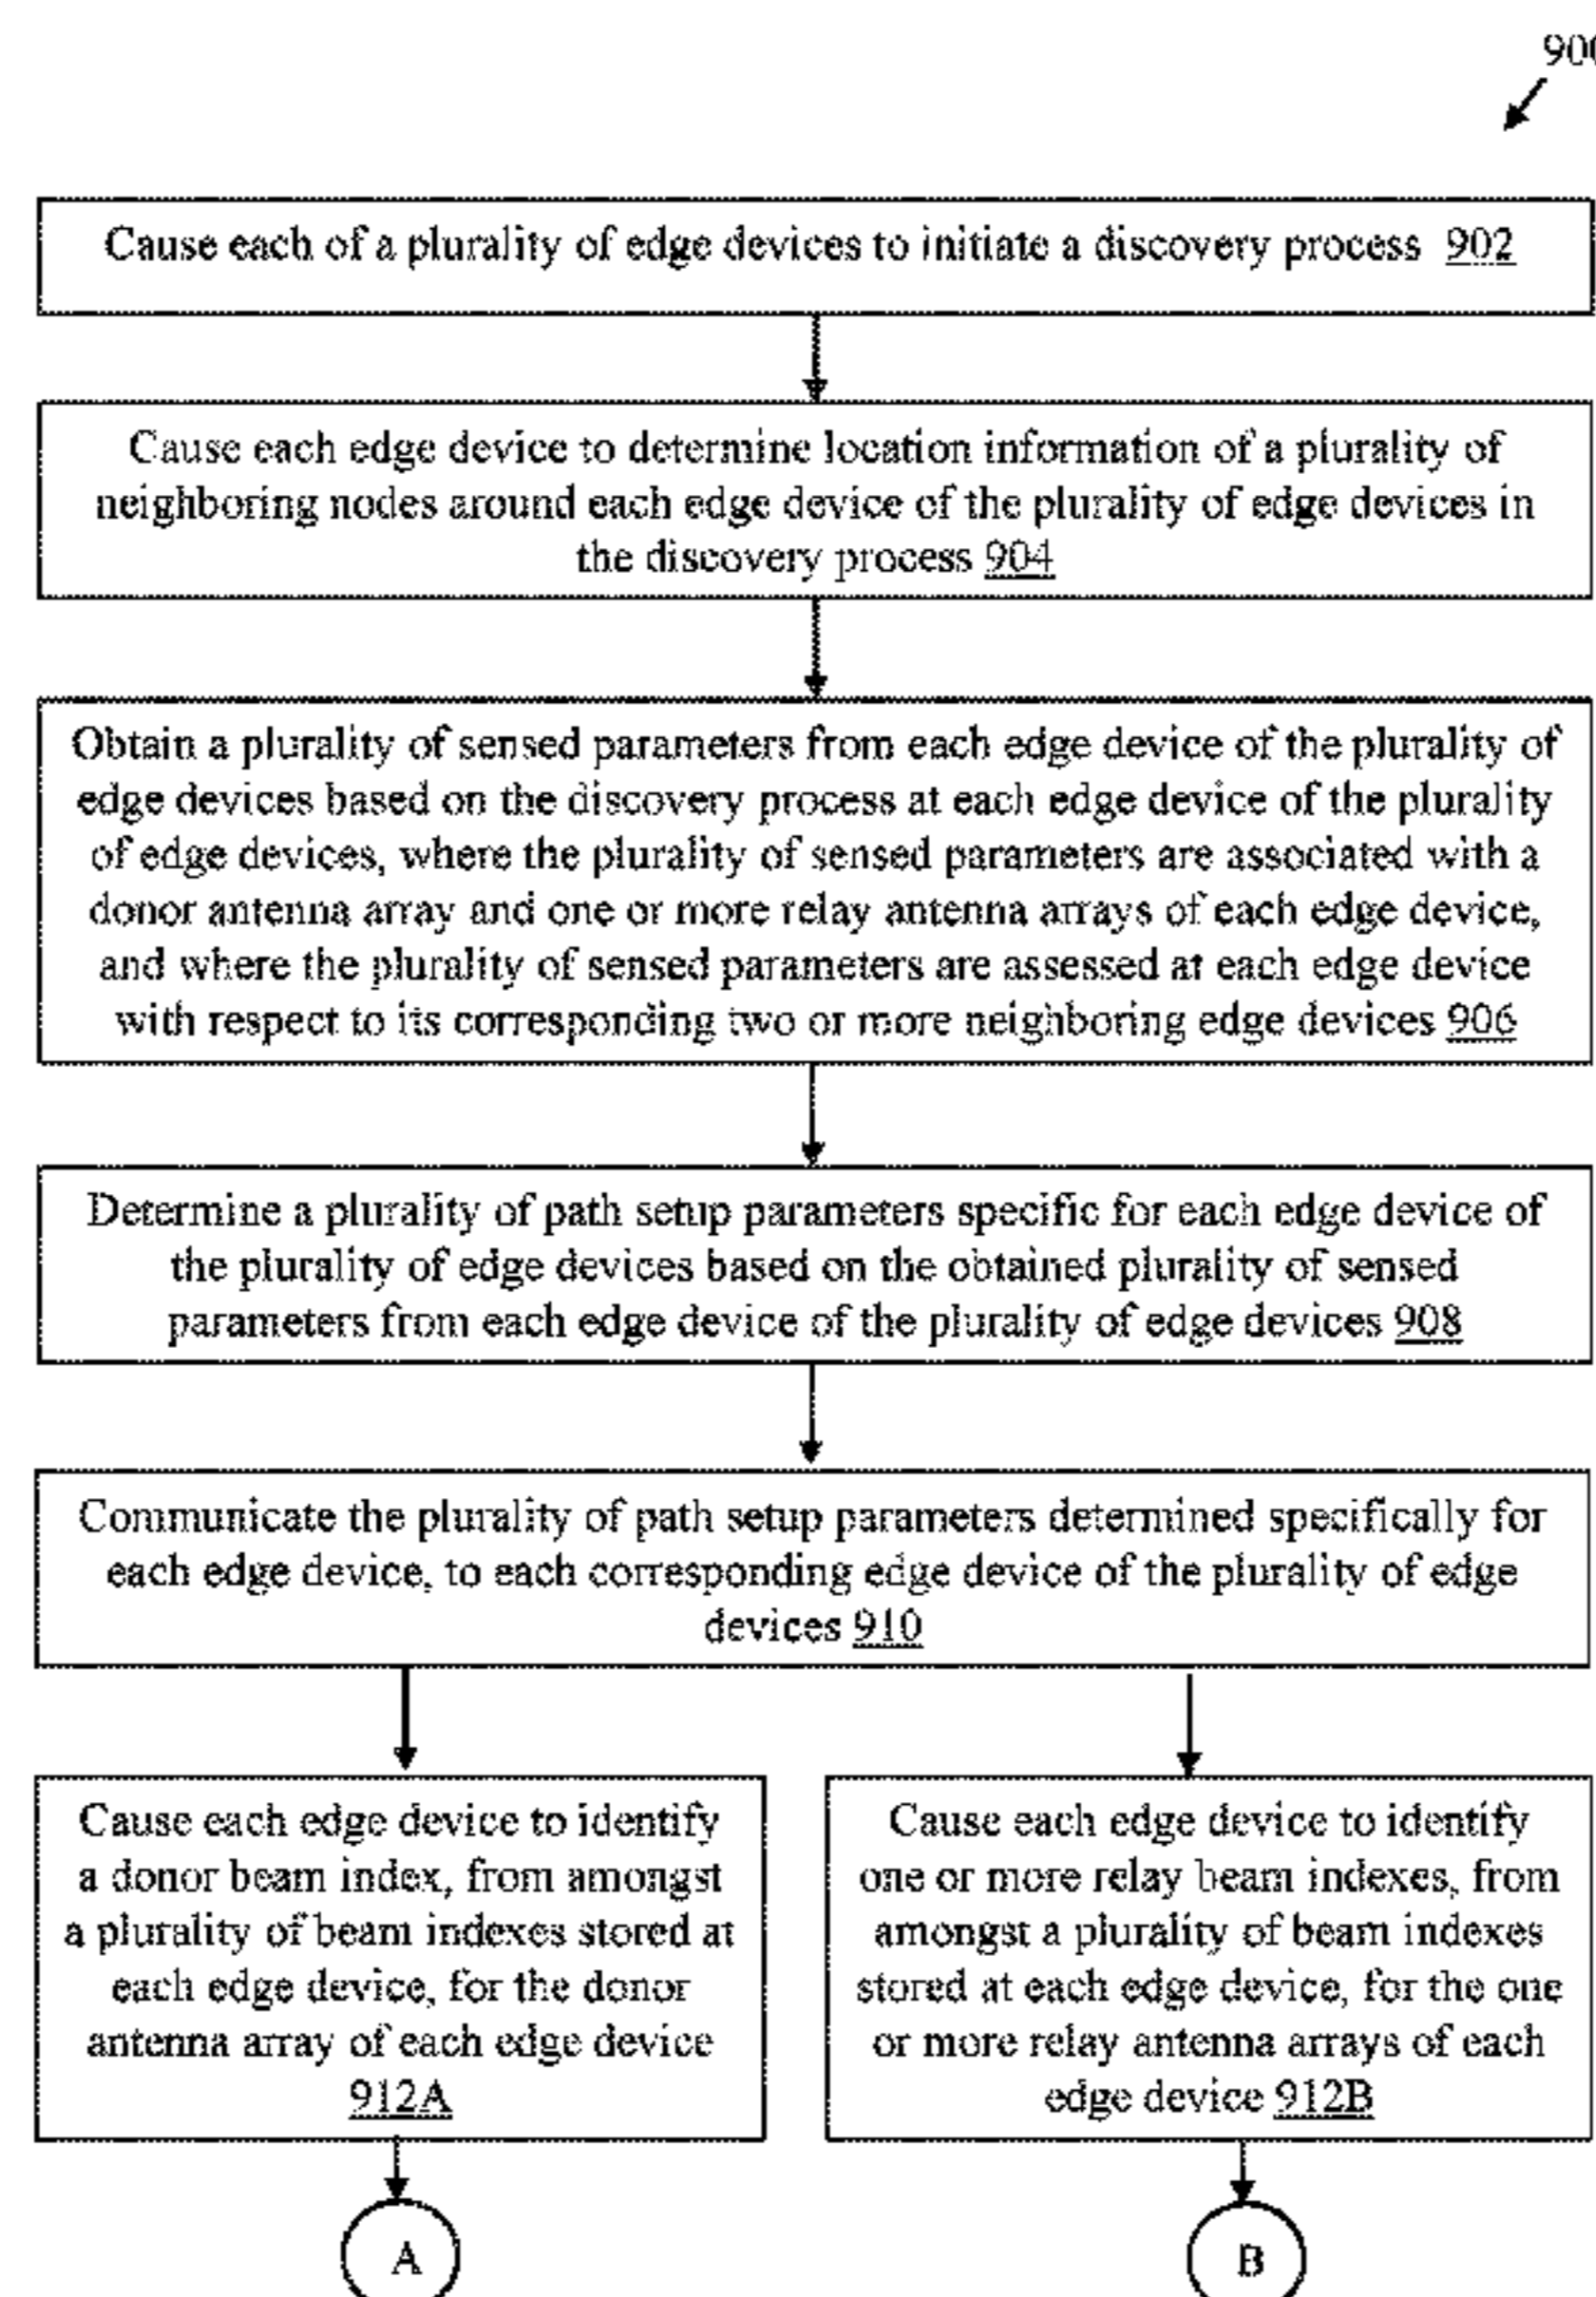 900
Cause each of a plurality of edge devices to initiate a discovery process 902
Cause each edge device to determine location information of a plurality of
neighboring nodes around each edge device of the plurality of edge devices in
the discovery process 904
Obtain a plurality of sensed parameters from each edge device of the plurality of
edge devices based on the discovery process at each edge device of the plurality
of edge devices, where the plurality of sensed parameters are associated with a
donor antenna array and one or more relay antenna arrays of each edge device,
and where the plurality of sensed parameters are assessed at each edge device
with respect to its corresponding two or more neighboring edge devices 906
Determine a plurality of path setup parameters specific for each edge device of
the plurality of edge devices based on the obtained plurality of sensed
parameters from each edge device of the plurality of edge devices 908
Communicate the plurality of path setup parameters determined specifically for
each edge device, to each corresponding edge device of the plurality of edge
devices 910
Cause each edge device to identify
a donor beam index, from amongst
a plurality of beam indexes stored at
each edge device, for the donor
antenna array of each edge device
912A
Cause each edge device to identify
one or more relay beam indexes, from
amongst a plurality of beam indexes
stored at each edge device, for the one
or more relay antenna arrays of each
edge device 912B
A
B